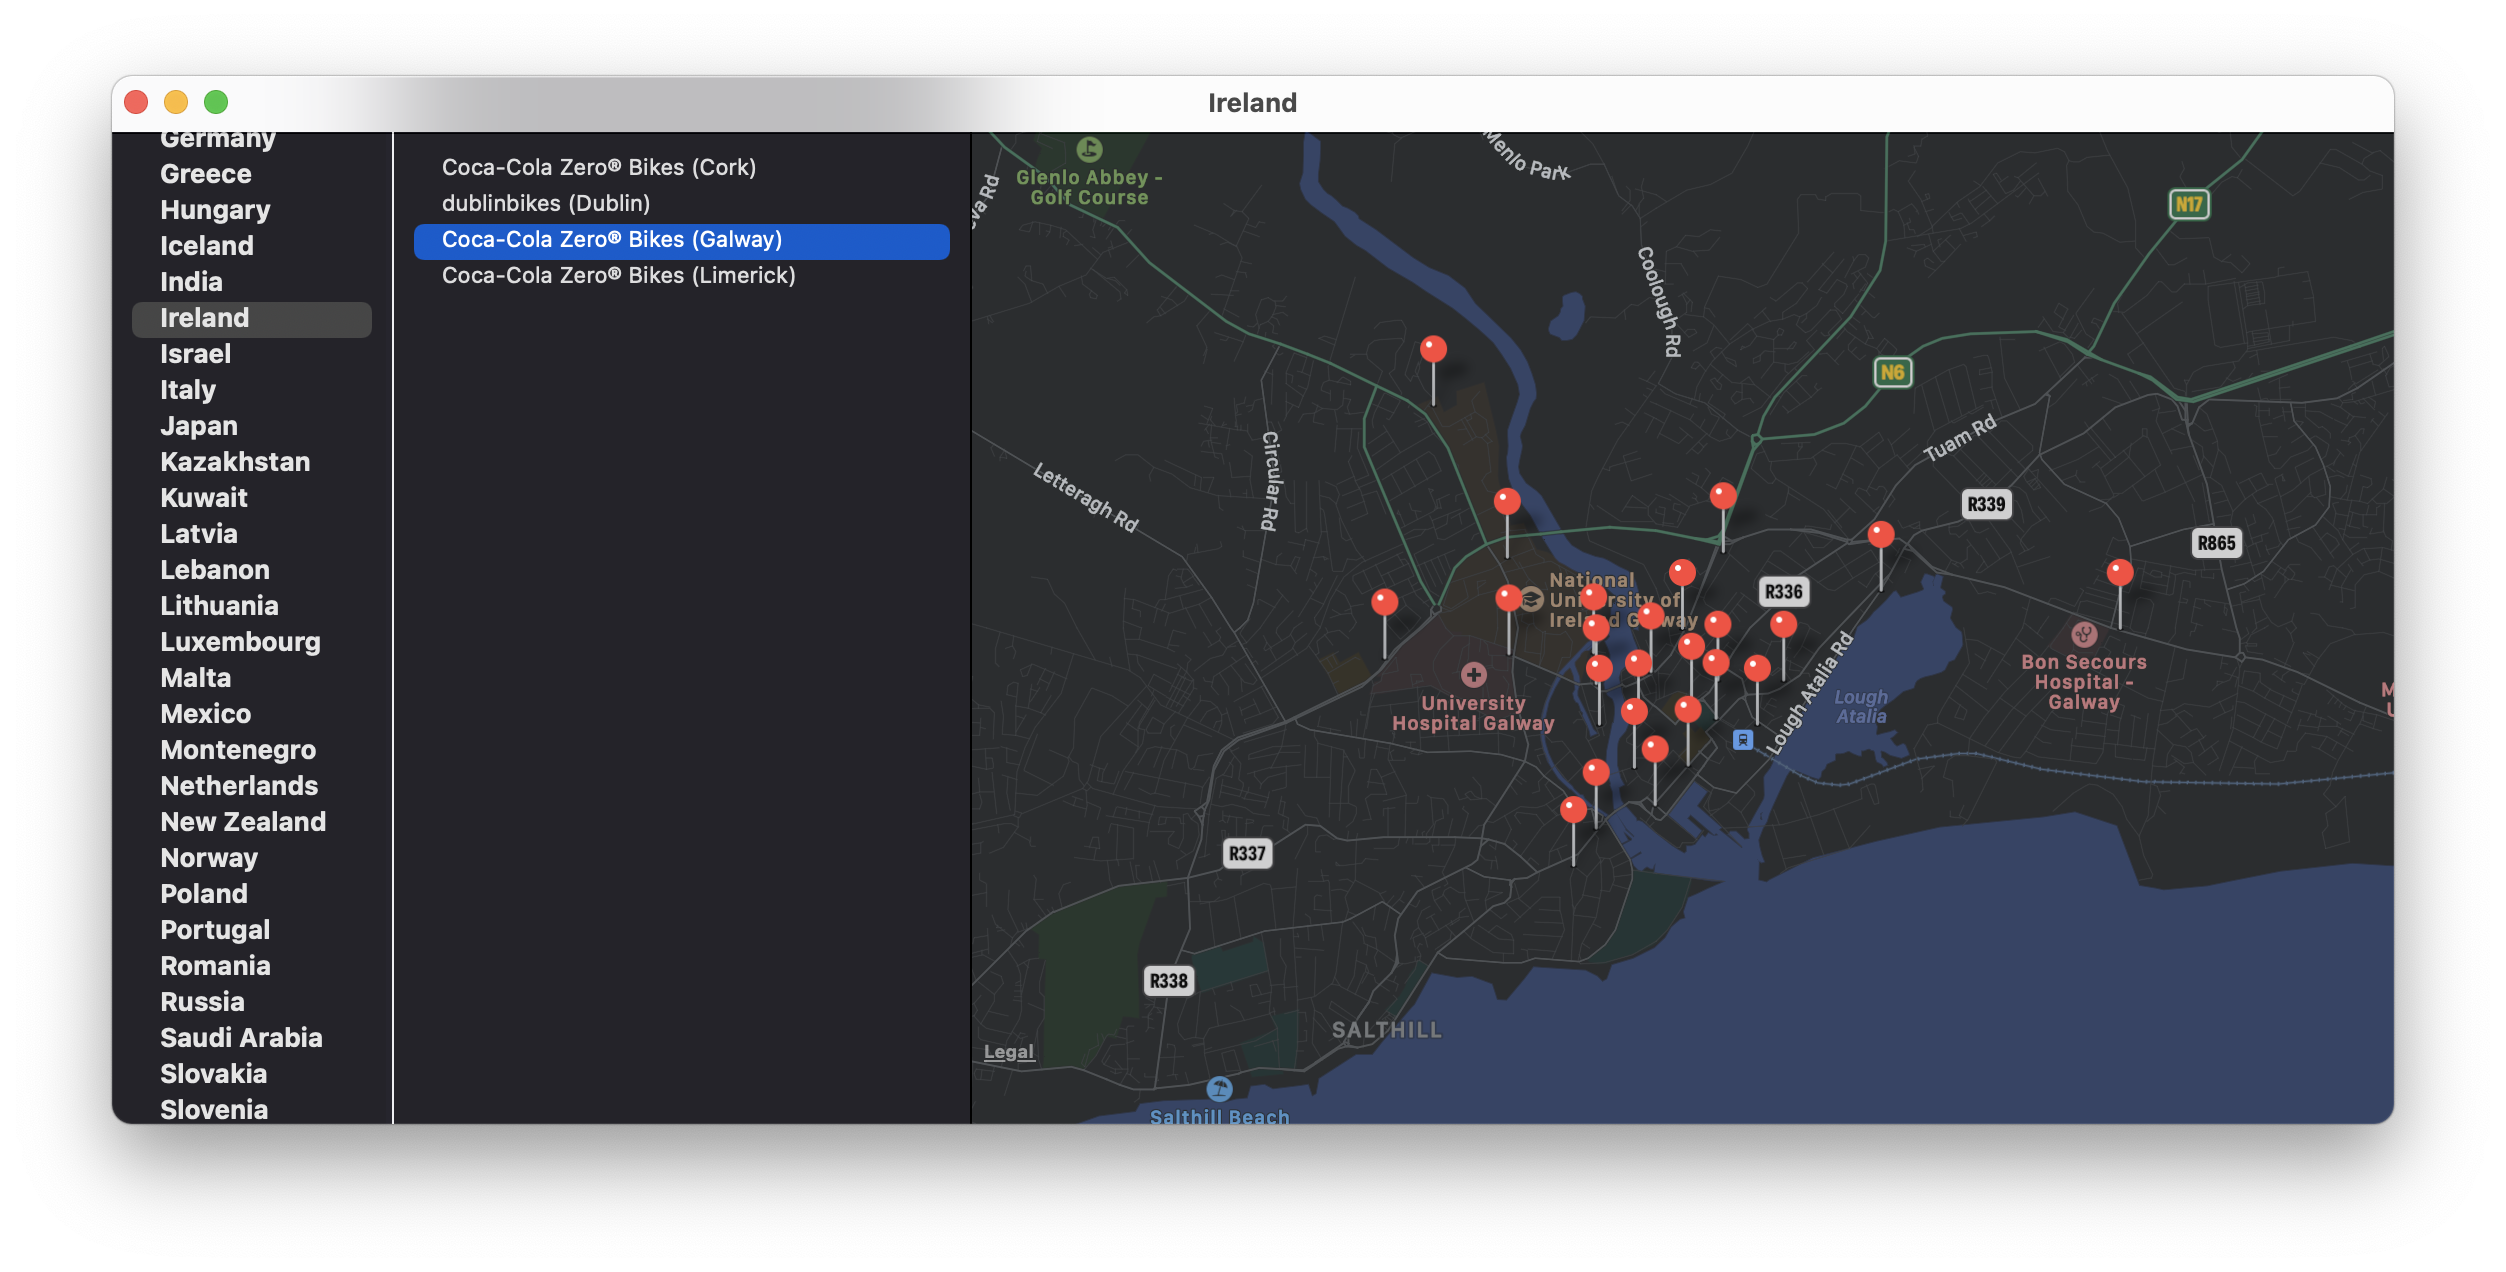 Ireland
Germany
Greece
Hungary
Iceland
India
Ireland
Israel
Italy
Japan
Kazakhstan
Kuwait
Latvia
Lebanon
Lithuania
Luxembourg
Malta
Mexico
Montenegro
Netherlands
New Zealand
Norway
Poland
Portugal
Romania
Russia
Saudi Arabia
Slovakia
Slovenia
Coca-Cola Zero® Bikes (Cork)
dublinbikes (Dublin)
Coca-Cola Zero® Bikes (Galway)
Coca-Cola Zero® Bikes (Limerick)
Menlo Park
Glenlo Abbey -
Golf Course
Rd
N17
Coolough Rd
N6
Circular Rd
Tuam Rd
Letteragh Rd
R339
R865
National
University of
Ireland Galway
R336
Bon Secours
Hospital -
Galway
University
Hospital Galway
Lough Atalia Rd
Lough
Atalia
R337
R338
SALTHILL
Legal
Salthill Beach